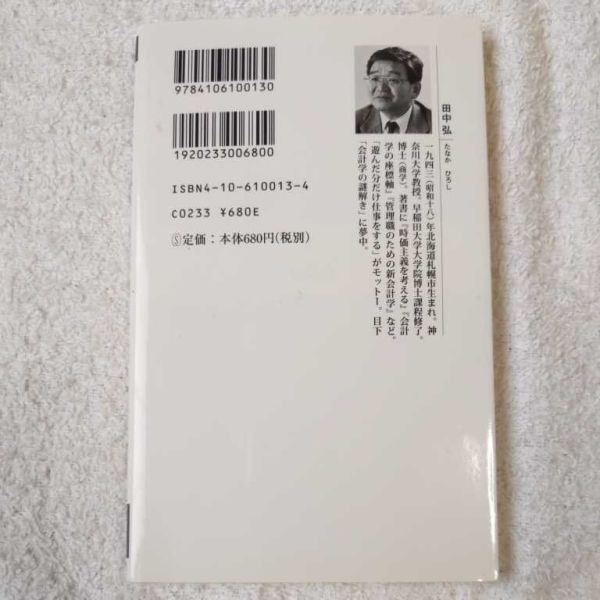 9784106100130
1920233006800
ISBN4-10-610013-4
C0233 ¥680E
Ⓢ定価：本体680円(税別)
田中 弘 たなか ひろし
一九四三（昭和十八）年北海道札幌市生まれ。神
奈川大学教授。早稲田大学大学院博士課程修了。
博士（商学）。著書に『時価主義を考える』『会計
学の座標軸』『管理職のための新会計学』など。
「遊んだ分だけ仕事をする」がモットー。目下
「会計学の謎解き」に夢中。